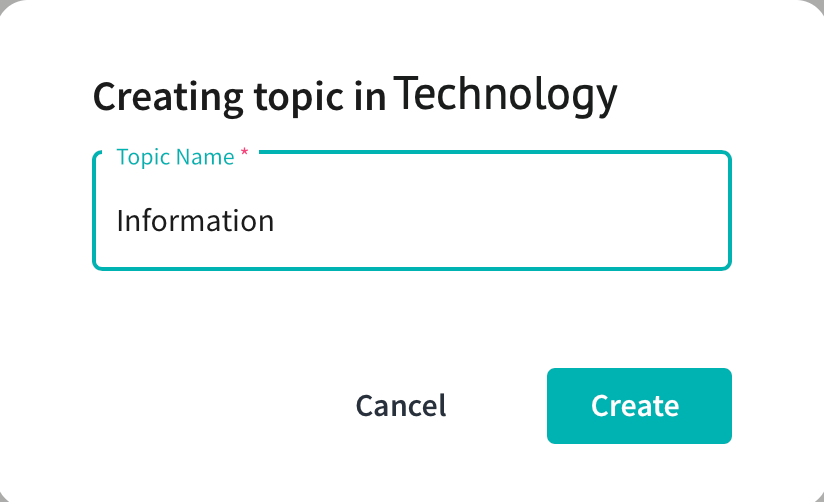 Creating topic in Technology
Topic Name *
Information
Cancel
Create